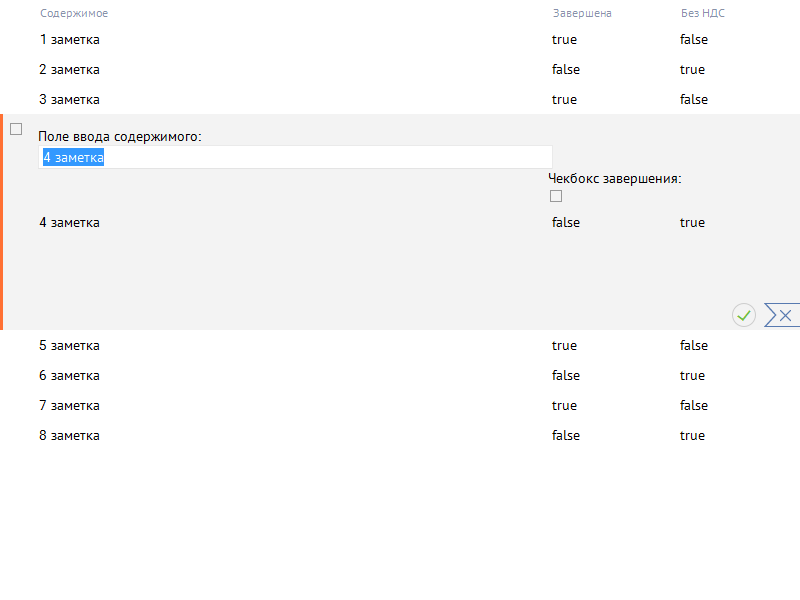 Содержимое Завершена Без НДС
1 заметка true false
2 заметка false true
3 заметка true false
Поле ввода содержимого:
4 заметка
Чекбокс завершения:
4 заметка false true
5 заметка true false
6 заметка false true
7 заметка true false
8 заметка false true